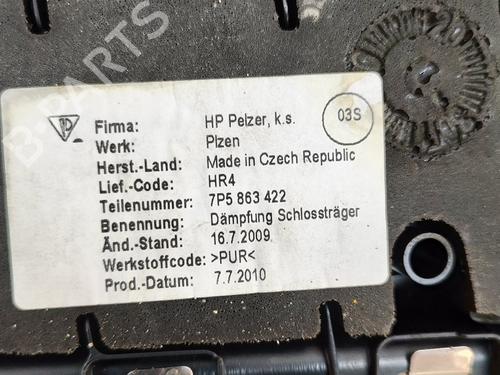 B-PARTS
Firma: HP Pelzer, k.s. 03S
Werk: Plzen
Herst.-Land: Made in Czech Republic
Lief.-Code: HR4
Teilenummer: 7P5 863 422
Benennung: Dämpfung Schlossträger
Änd.-Stand: 16.7.2009
Werkstoffcode: >PUR<
Prod.-Datum: 7.7.2010